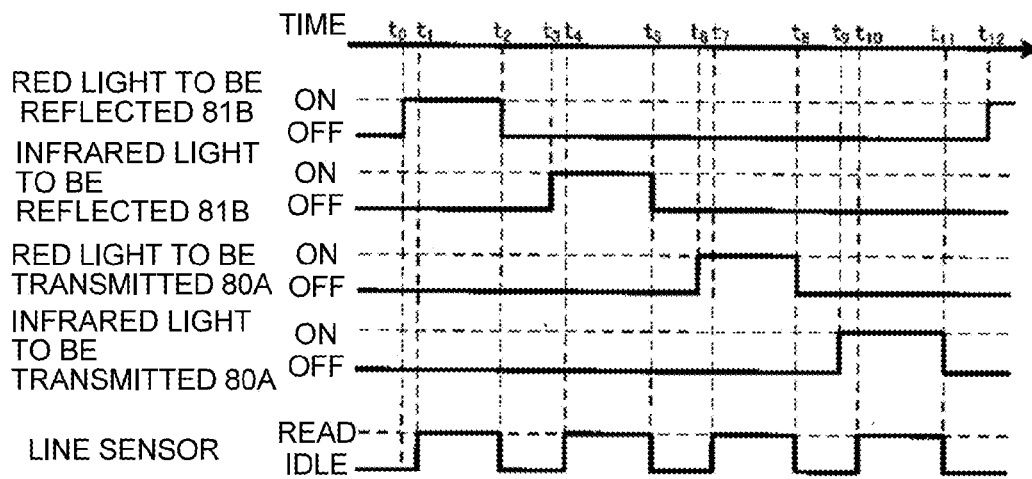 TIME
t0 t1 t2 t3 t4 t5 t6 t7 t8 t9 t10 t11 t12
RED LIGHT TO BE
REFLECTED 81B
ON
OFF
INFRARED LIGHT
TO BE
REFLECTED 81B
ON
OFF
RED LIGHT TO BE
TRANSMITTED 80A
ON
OFF
INFRARED LIGHT
TO BE
TRANSMITTED 80A
ON
OFF
LINE SENSOR
READ
IDLE